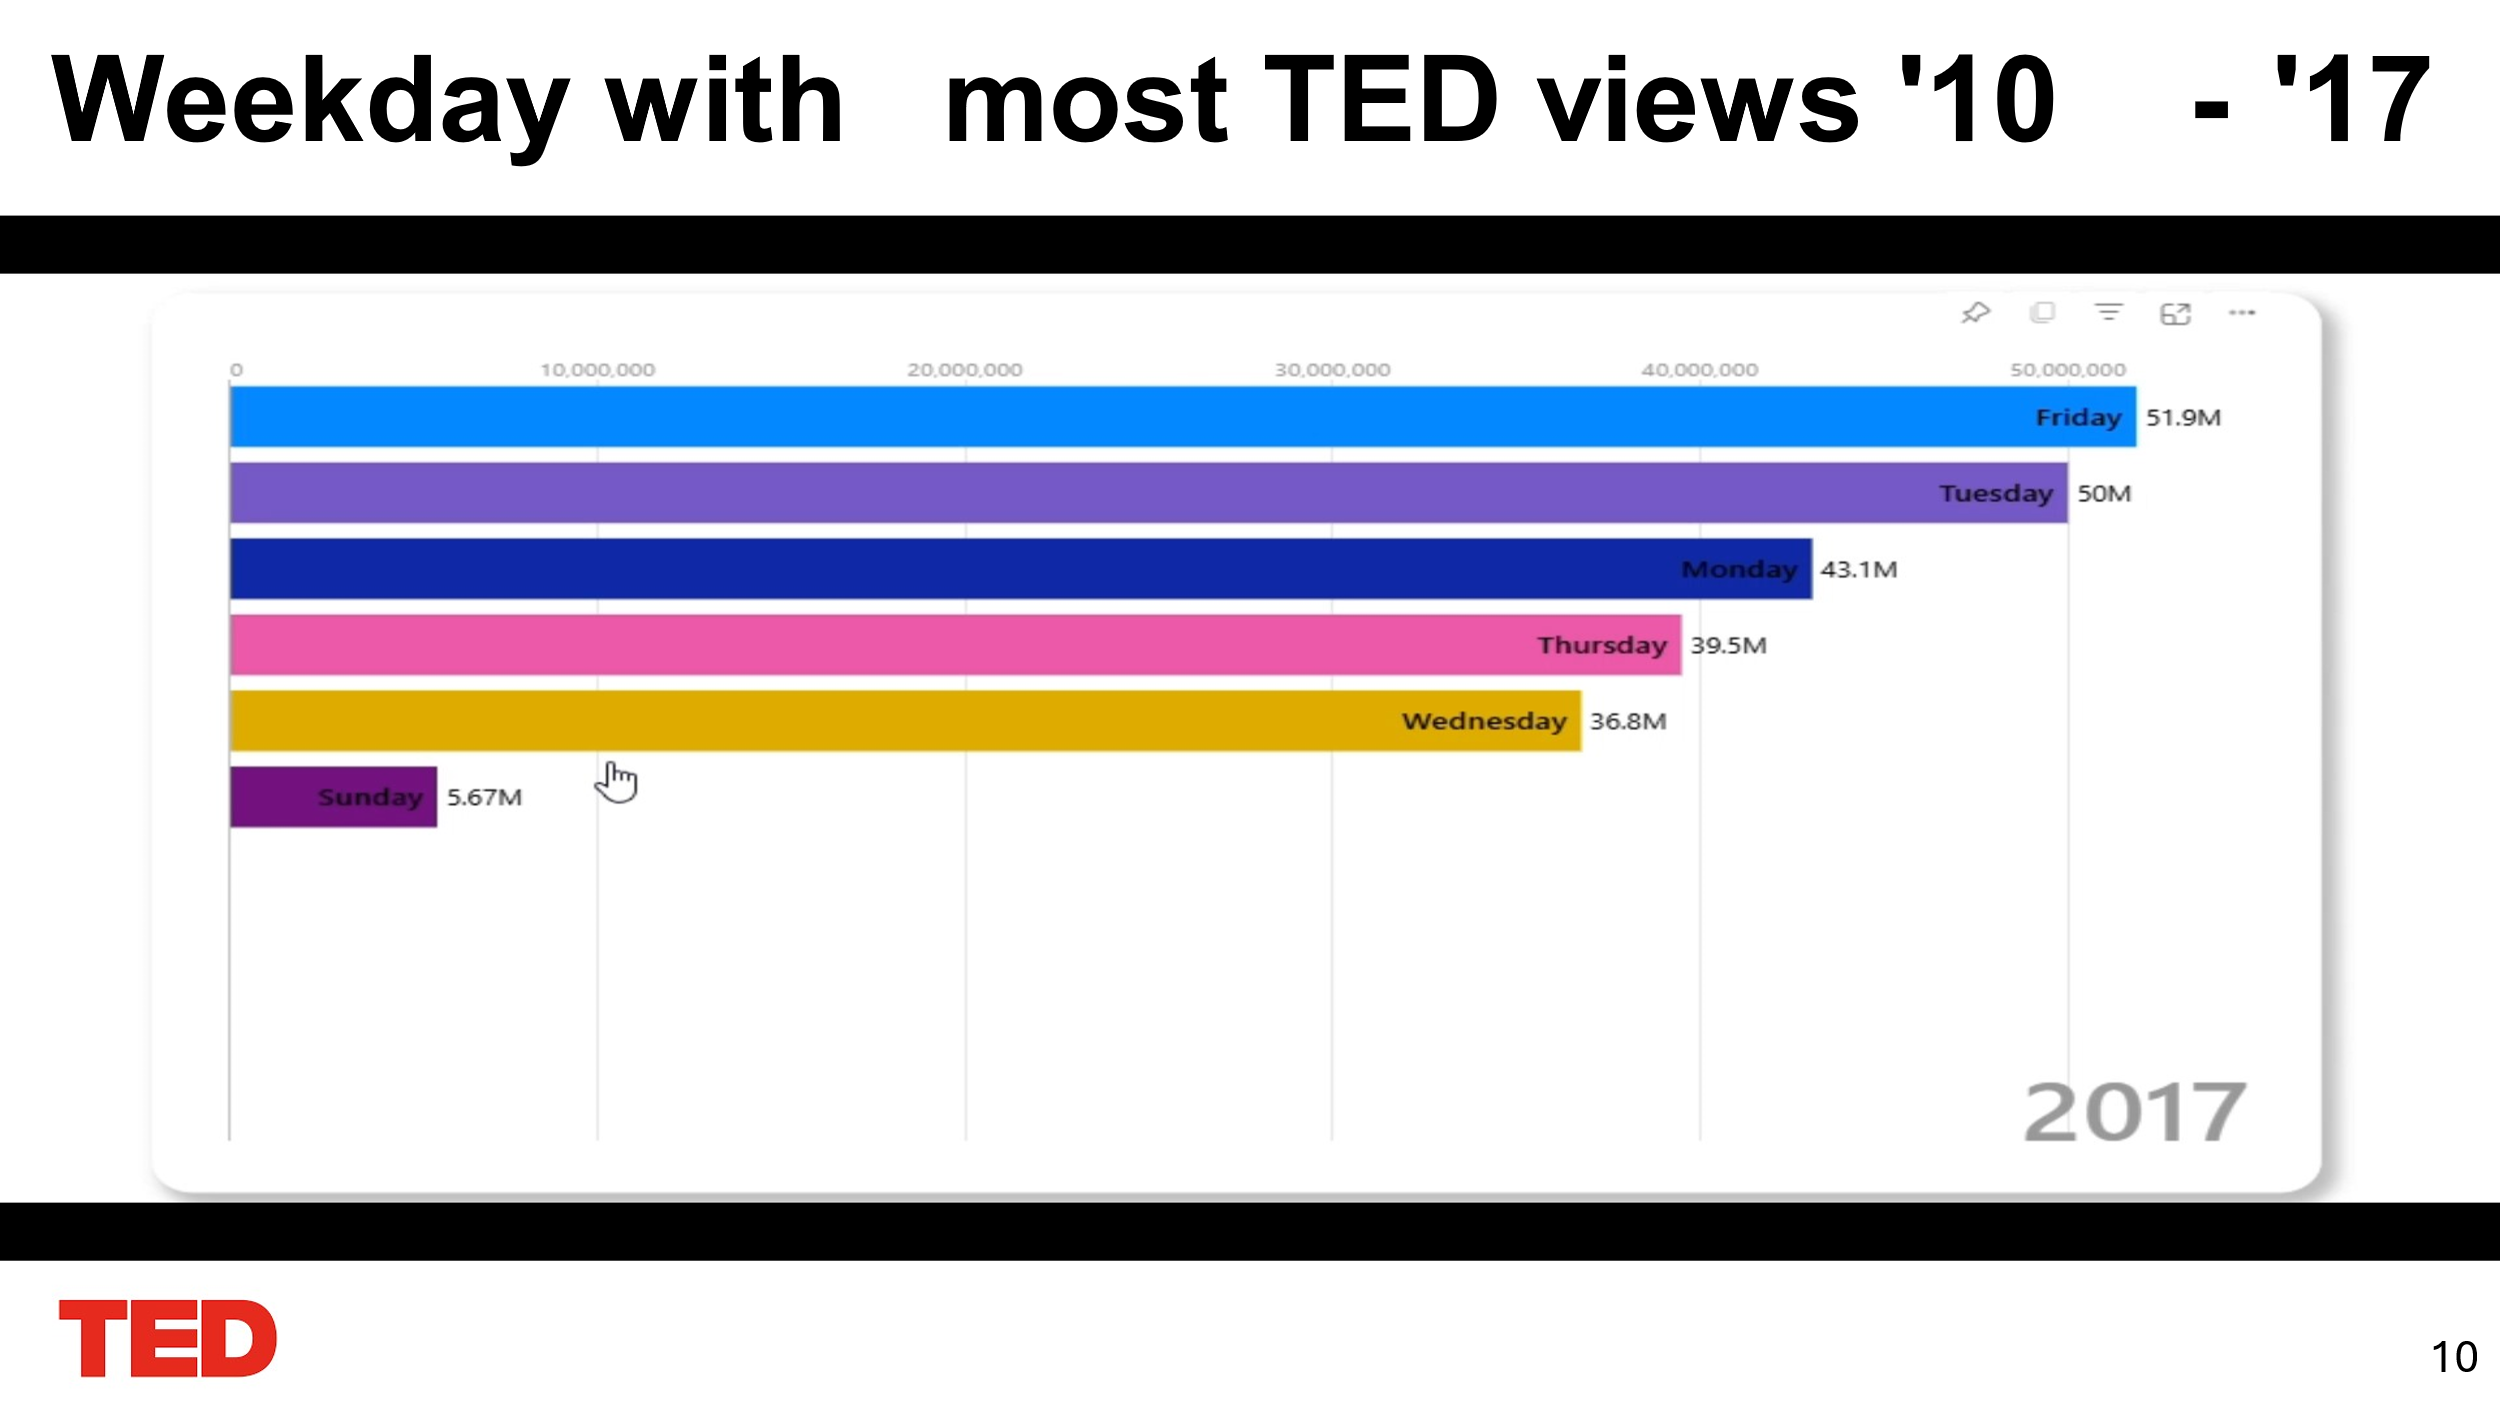 Weekday with most TED views '10 - '17
0 10,000,000 20,000,000 30,000,000 40,000,000 50,000,000
Friday 51.9M
Tuesday 50M
Monday 43.1M
Thursday 39.5M
Wednesday 36.8M
Sunday 5.67M
2017
TED
10